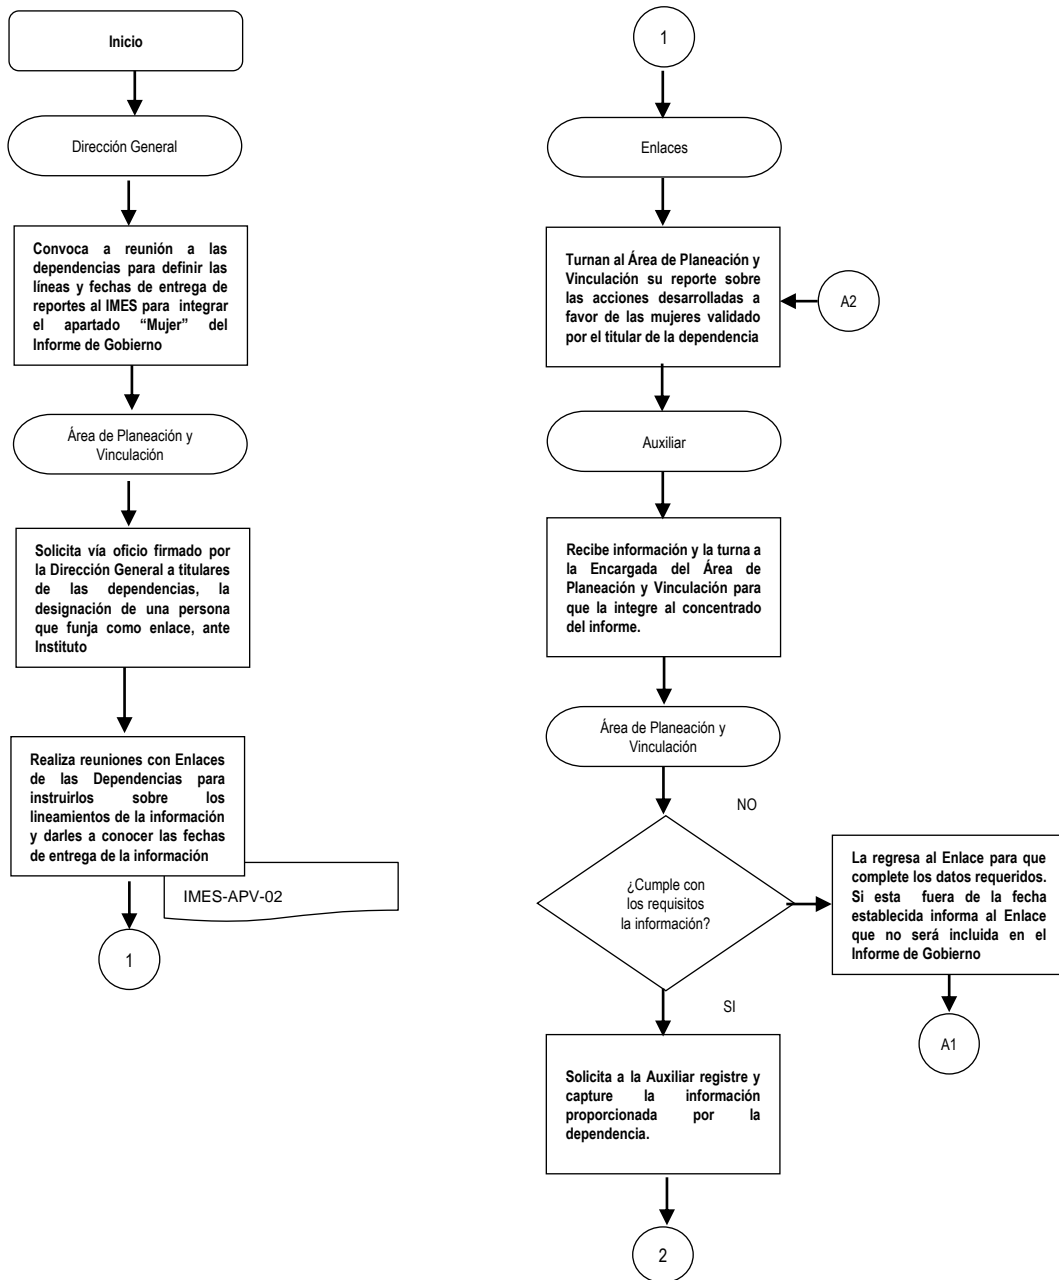 Inicio
Dirección General
Convoca a reunión a las
dependencias para definir las
líneas y fechas de entrega de
reportes al IMES para integrar
el apartado “Mujer” del
Informe de Gobierno
Área de Planeación y
Vinculación
Solicita vía oficio firmado por
la Dirección General a titulares
de las dependencias, la
designación de una persona
que funja como enlace, ante
Instituto
Realiza reuniones con Enlaces
de las Dependencias para
instruirlos sobre los
lineamientos de la información
y darles a conocer las fechas
de entrega de la información
IMES-APV-02
1
1
Enlaces
Turnan al Área de Planeación y
Vinculación su reporte sobre
las acciones desarrolladas a
favor de las mujeres validado
por el titular de la dependencia
A2
Auxiliar
Recibe información y la turna a
la Encargada del Área de
Planeación y Vinculación para
que la integre al concentrado
del informe.
Área de Planeación y
Vinculación
NO
¿Cumple con
los requisitos
la información?
La regresa al Enlace para que
complete los datos requeridos.
Si esta fuera de la fecha
establecida informa al Enlace
que no será incluida en el
Informe de Gobierno
SI
A1
Solicita a la Auxiliar registre y
capture la información
proporcionada por la
dependencia.
2